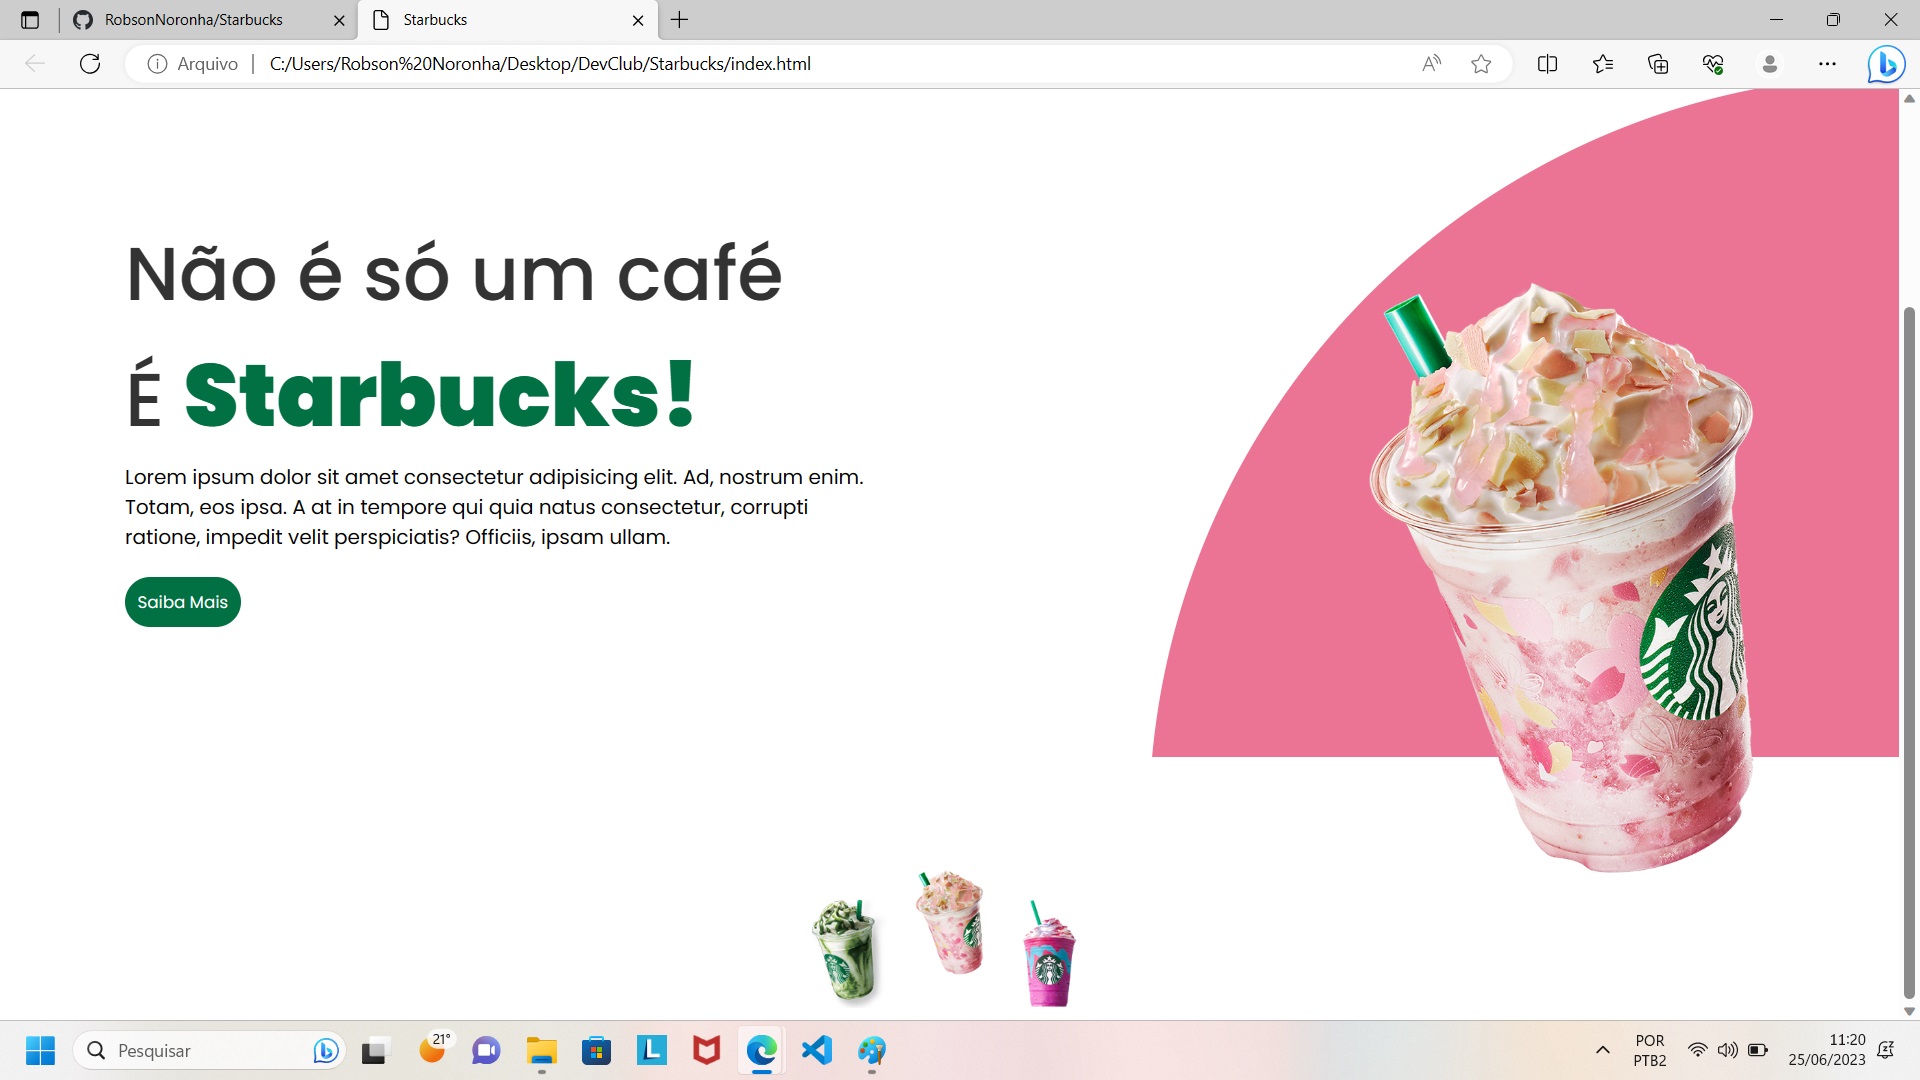 RobsonNoronha/Starbucks
Starbucks
Arquivo
C:/Users/Robson%20Noronha/Desktop/DevClub/Starbucks/index.html
Não é só um café
É Starbucks!
Lorem ipsum dolor sit amet consectetur adipisicing elit. Ad, nostrum enim.
Totam, eos ipsa. A at in tempore qui quia natus consectetur, corrupti
ratione, impedit velit perspiciatis? Officiis, ipsam ullam.
Saiba Mais
Pesquisar
21°
POR
PTB2
11:20
25/06/2023